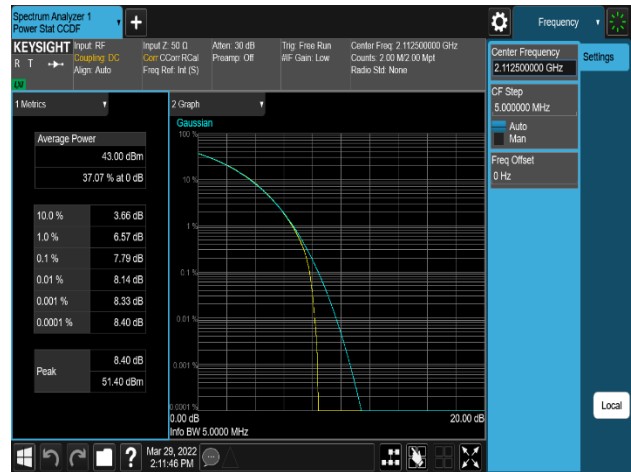 Spectrum Analyzer 1
Power Stat CCDF
Frequency
KEYSIGHT
R T
LXI
Input: RF
Coupling: DC
Align: Auto
Input Z: 50 Ω
Corr CCorr RCal
Freq Ref: Int (S)
Atten: 30 dB
Preamp: Off
Trig: Free Run
#IF Gain: Low
Center Freq: 2.112500000 GHz
Counts: 2.00 M/2.00 Mpt
Radio Std: None
Center Frequency
2.112500000 GHz
Settings
CF Step
5.000000 MHz
Auto
Man
Freq Offset
0 Hz
1 Metrics
Average Power
43.00 dBm
37.07 % at 0 dB
10.0 % 3.66 dB
1.0 % 6.57 dB
0.1 % 7.79 dB
0.01 % 8.14 dB
0.001 % 8.33 dB
0.0001 % 8.40 dB
Peak 8.40 dB
51.40 dBm
2 Graph
Gaussian
100 %
10 %
1 %
0.1 %
0.01 %
0.001 %
0.0001 %
0.00 dB 20.00 dB
Info BW 5.0000 MHz
Local
?
Mar 29, 2022
2:11:46 PM